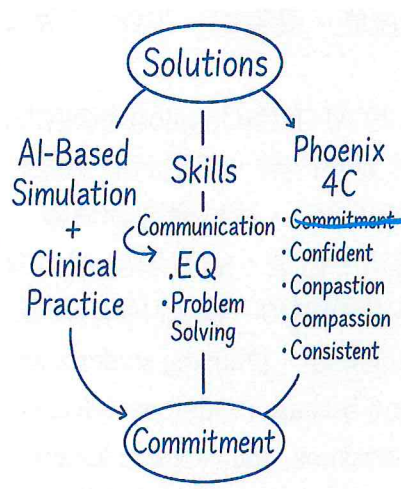 Solutions
AI-Based
Simulation
+
Clinical
Practice
Skills
Communication
.EQ
•Problem
Solving
Phoenix
4C
•Commitment
•Confident
•Conpastion
•Compassion
•Consistent
Commitment